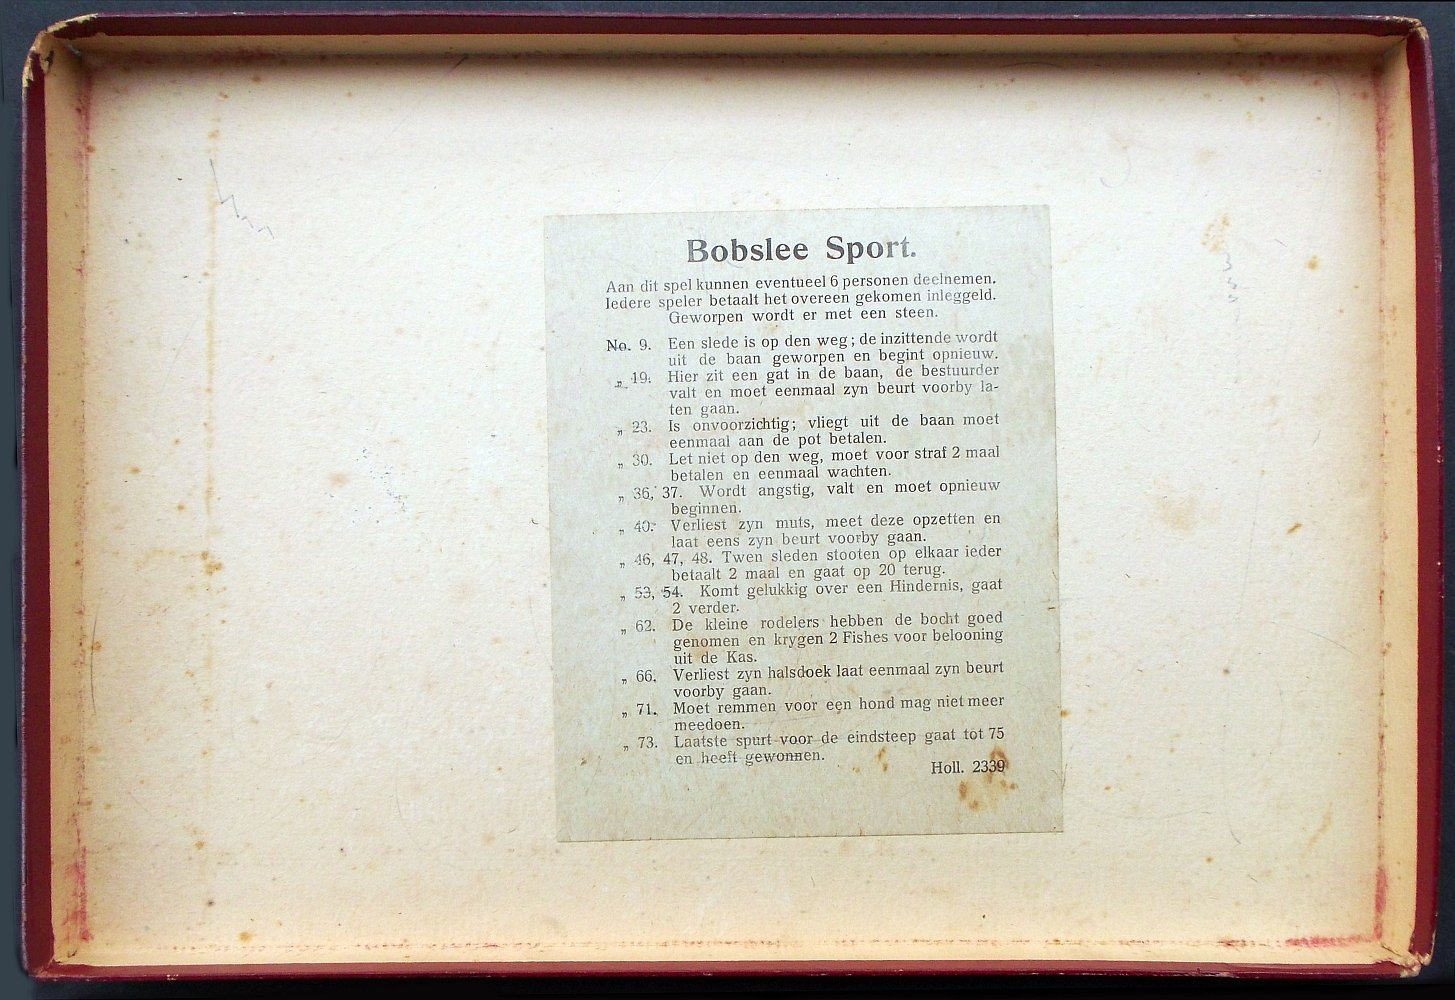 Bobslee Sport.
Aan dit spel kunnen eventueel 6 personen deelnemen.
Iedere speler betaalt het overeen gekomen inleggeld.
Geworpen wordt er met een steen.
No. 9. Een slede is op den weg; de inzittende wordt
uit de baan geworpen en begint opnieuw.
„ 19. Hier zit een gat in de baan, de bestuurder
valt en moet eenmaal zyn beurt voorby la-
ten gaan.
„ 23. Is onvoorzichtig; vliegt uit de baan moet
eenmaal aan de pot betalen.
„ 30. Let niet op den weg, moet voor straf 2 maal
betalen en eenmaal wachten.
„ 36, 37. Wordt angstig, valt en moet opnieuw
beginnen.
„ 40. Verliest zyn muts, meet deze opzetten en
laat eens zyn beurt voorby gaan.
„ 46, 47, 48. Twen sleden stooten op elkaar ieder
betaalt 2 maal en gaat op 20 terug.
„ 53, 54. Komt gelukkig over een Hindernis, gaat
2 verder.
„ 62. De kleine rodelers hebben de bocht goed
genomen en krygen 2 Fishes voor belooning
uit de Kas.
„ 66. Verliest zyn halsdoek laat eenmaal zyn beurt
voorby gaan.
„ 71. Moet remmen voor een hond mag niet meer
meedoen.
„ 73. Laatste spurt voor de eindsteep gaat tot 75
en heeft gewonnen.
Holl. 2339